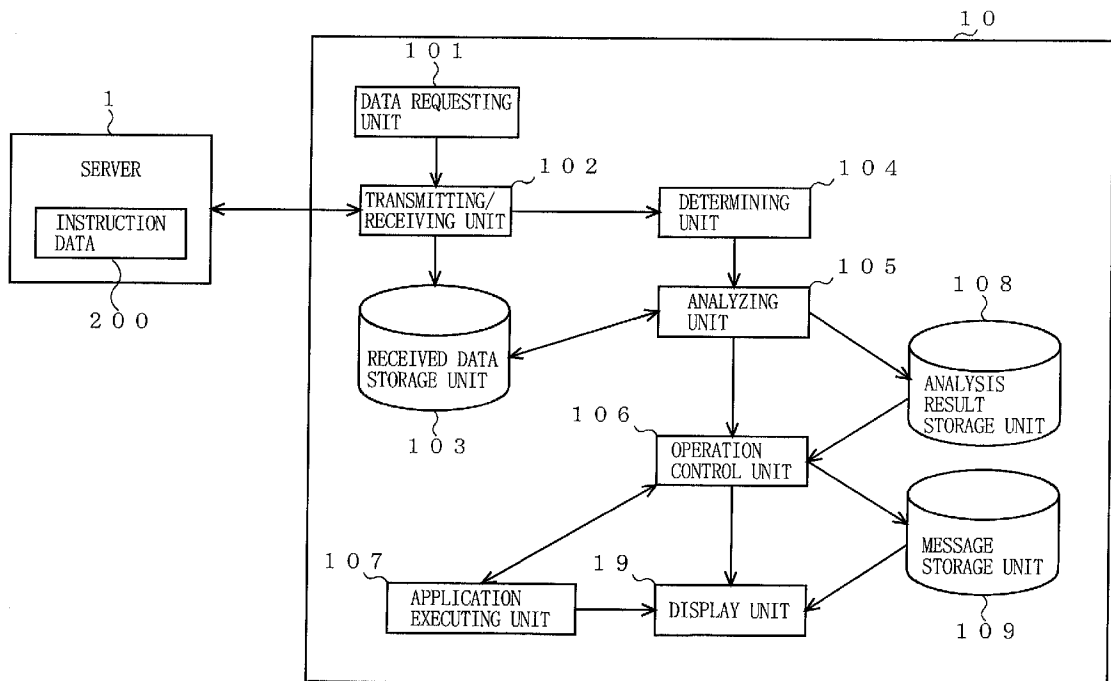 10
101
DATA REQUESTING
UNIT
1
SERVER
INSTRUCTION
DATA
200
102
TRANSMITTING/
RECEIVING UNIT
104
DETERMINING
UNIT
105
ANALYZING
UNIT
108
RECEIVED DATA
STORAGE UNIT
103
ANALYSIS
RESULT
STORAGE UNIT
106
OPERATION
CONTROL UNIT
107
APPLICATION
EXECUTING UNIT
19
DISPLAY UNIT
MESSAGE
STORAGE UNIT
109